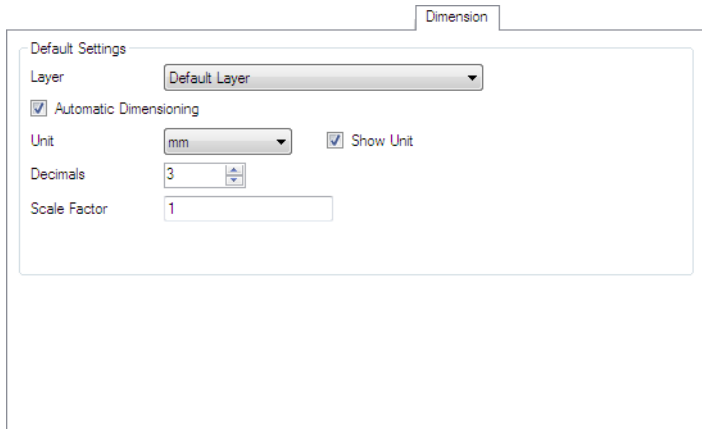 Dimension
Default Settings
Layer Default Layer
Automatic Dimensioning
Unit mm Show Unit
Decimals 3
Scale Factor 1